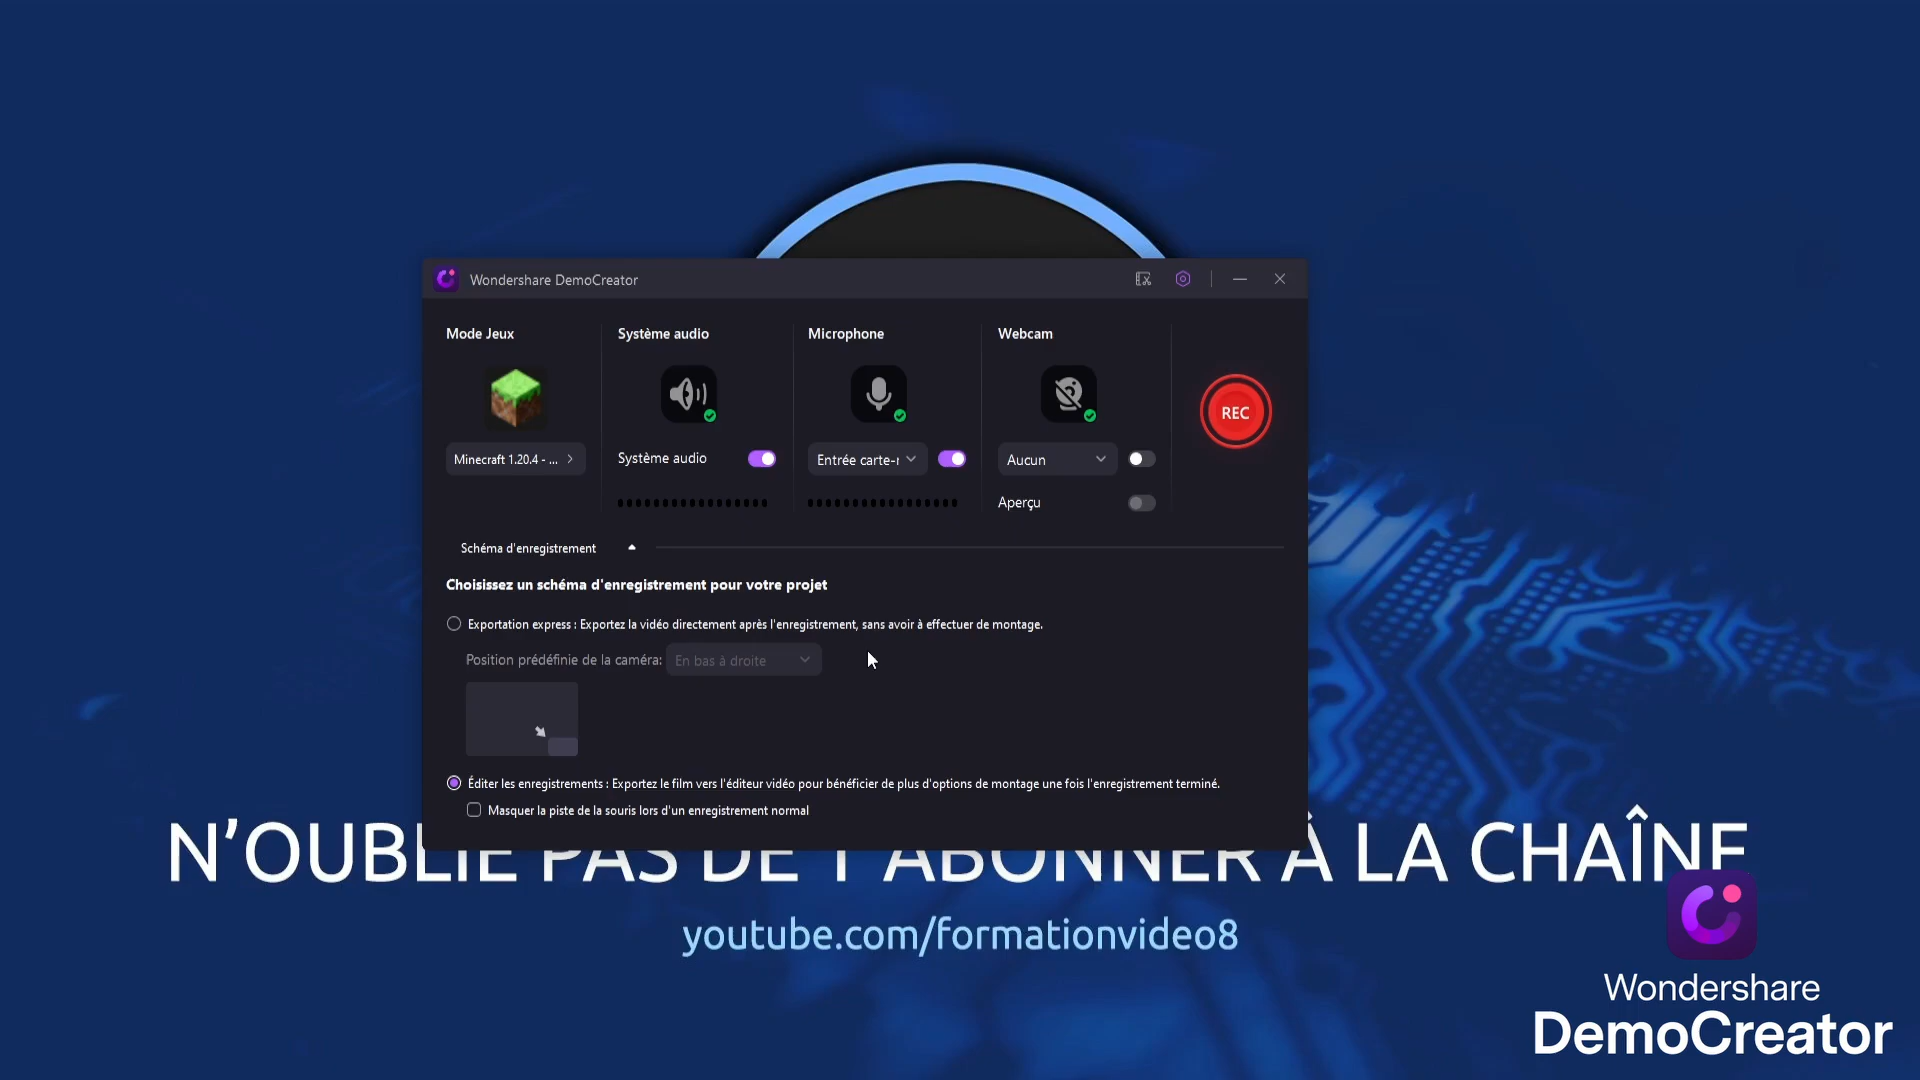 Wondershare DemoCreator
Mode Jeux
Système audio
Microphone
Webcam
REC
Minecraft 1.20.4 - ...
Système audio
Entrée carte-
Aucun
Aperçu
Schéma d'enregistrement
Choisissez un schéma d'enregistrement pour votre projet
Exportation express : Exportez la vidéo directement après l'enregistrement, sans avoir à effectuer de montage.
Position prédéfinie de la caméra: En bas à droite
Éditer les enregistrements : Exportez le film vers l'éditeur vidéo pour bénéficier de plus d'options de montage une fois l'enregistrement terminé.
Masquer la piste de la souris lors d'un enregistrement normal
N'OUBLIE PAS DE T'ABONNER À LA CHAÎNE
youtube.com/formationvideo8
Wondershare
DemoCreator